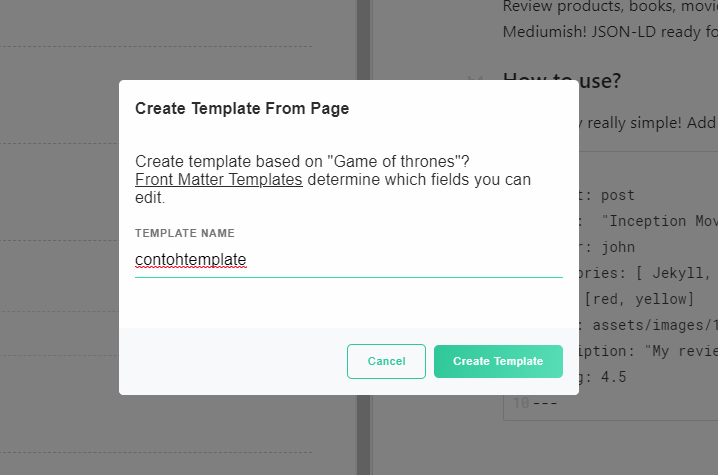 Review products, books, movi
Mediumish! JSON-LD ready fo
How to use?
Create Template From Page
really simple! Add
Create template based on "Game of thrones"?
Front Matter Templates determine which fields you can
edit.
: post
"Inception Mov
TEMPLATE NAME
: john
contohtemplate
ories: [ Jekyll,
[red, yellow]
: assets/images/1
iption: "My revie
Cancel
Create Template
: 4.5
10 ---